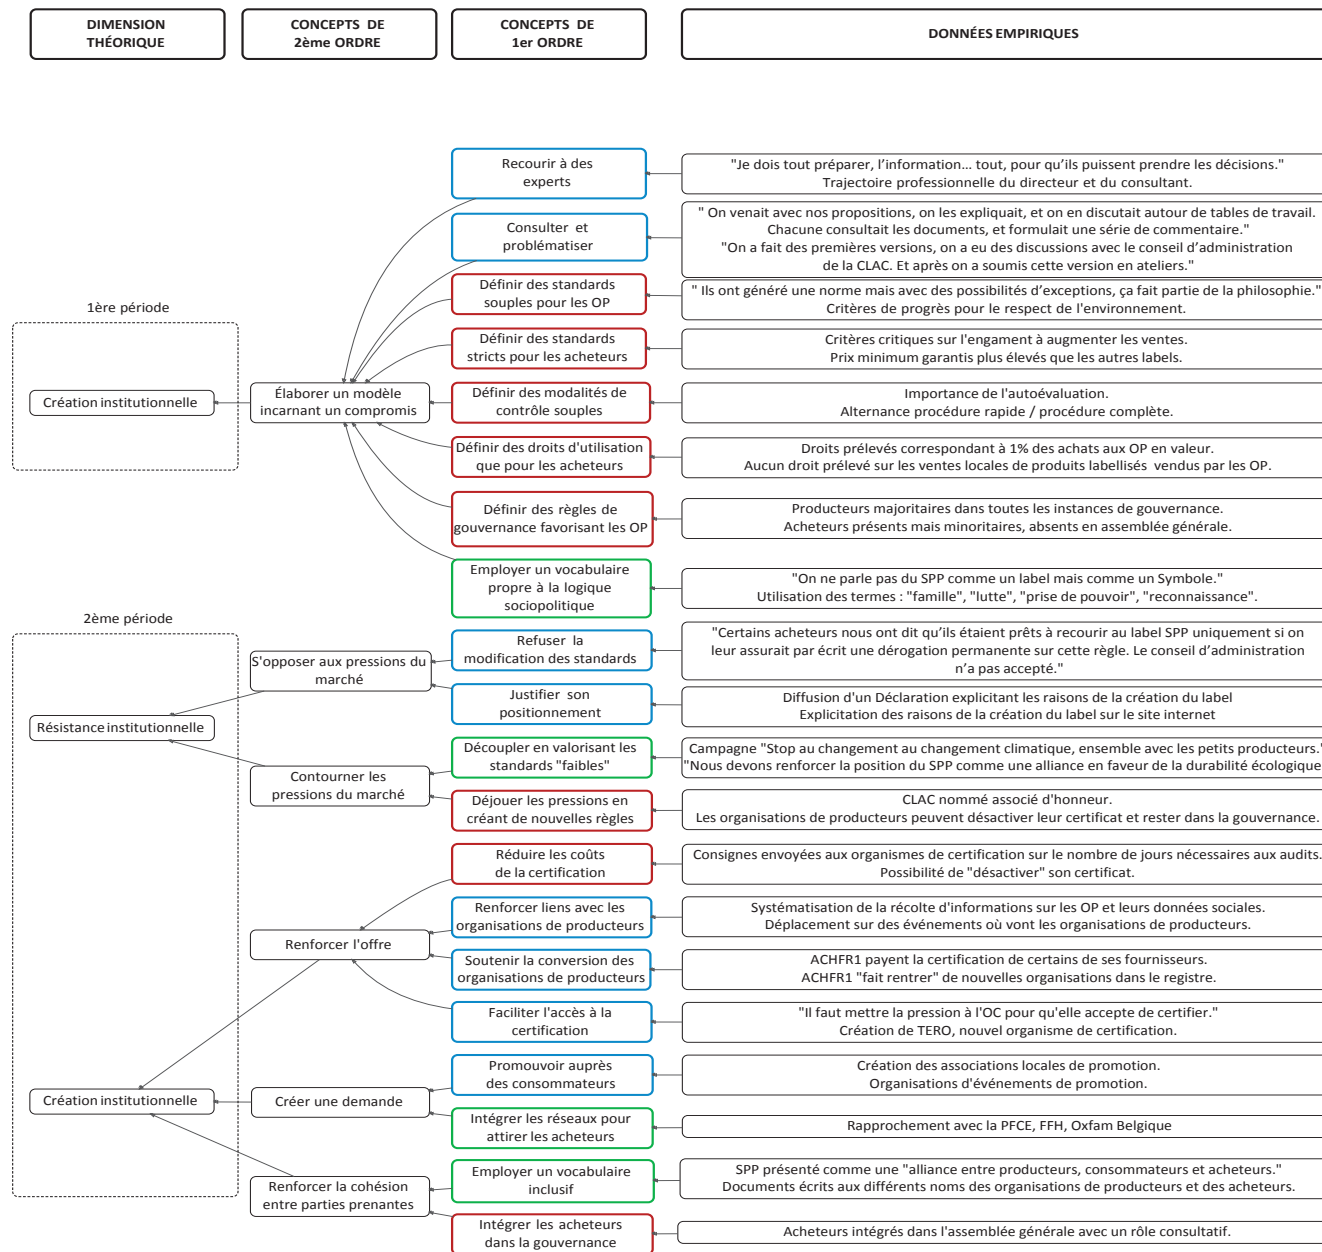 DIMENSION
THÉORIQUE
CONCEPTS DE
2ème ORDRE
CONCEPTS DE
1er ORDRE
DONNÉES EMPIRIQUES
Recourir à des
experts
"Je dois tout préparer, l'information... tout, pour qu'ils puissent prendre les décisions."
Trajectoire professionnelle du directeur et du consultant.
Consulter et
problématiser
" On venait avec nos propositions, on les expliquait, et on en discutait autour de tables de travail.
Chacune consultait les documents, et formulait une série de commentaire."
"On a fait des premières versions, on a eu des discussions avec le conseil d'administration
de la CLAC. Et après on a soumis cette version en ateliers."
1ère période
Définir des standards
souples pour les OP
" Ils ont généré une norme mais avec des possibilités d'exceptions, ça fait partie de la philosophie."
Critères de progrès pour le respect de l'environnement.
Définir des standards
stricts pour les acheteurs
Critères critiques sur l'engament à augmenter les ventes.
Prix minimum garantis plus élevés que les autres labels.
Création institutionnelle
Élaborer un modèle
incarnant un compromis
Définir des modalités de
contrôle souples
Importance de l'autoévaluation.
Alternance procédure rapide / procédure complète.
Définir des droits d'utilisation
que pour les acheteurs
Droits prélevés correspondant à 1% des achats aux OP en valeur.
Aucun droit prélevé sur les ventes locales de produits labellisés vendus par les OP.
Définir des règles de
gouvernance favorisant les OP
Producteurs majoritaires dans toutes les instances de gouvernance.
Acheteurs présents mais minoritaires, absents en assemblée générale.
Employer un vocabulaire
propre à la logique
sociopolitique
"On ne parle pas du SPP comme un label mais comme un Symbole."
Utilisation des termes : "famille", "lutte", "prise de pouvoir", "reconnaissance".
2ème période
Refuser la
modification des standards
"Certains acheteurs nous ont dit qu'ils étaient prêts à recourir au label SPP uniquement si on
leur assurait par écrit une dérogation permanente sur cette règle. Le conseil d'administration
n'a pas accepté."
S'opposer aux pressions du
marché
Justifier son
positionnement
Diffusion d'un Déclaration explicitant les raisons de la création du label
Explicitation des raisons de la création du label sur le site internet
Résistance institutionnelle
Découpler en valorisant les
standards "faibles"
Campagne "Stop au changement au changement climatique, ensemble avec les petits producteurs."
"Nous devons renforcer la position du SPP comme une alliance en faveur de la durabilité écologique
Contourner les
pressions du marché
Déjouer les pressions en
créant de nouvelles règles
CLAC nommé associé d'honneur.
Les organisations de producteurs peuvent désactiver leur certificat et rester dans la gouvernance.
Réduire les coûts
de la certification
Consignes envoyées aux organismes de certification sur le nombre de jours nécessaires aux audits.
Possibilité de "désactiver" son certificat.
Renforcer liens avec les
organisations de producteurs
Systématisation de la récolte d'informations sur les OP et leurs données sociales.
Déplacement sur des événements où vont les organisations de producteurs.
Renforcer l'offre
Soutenir la conversion des
organisations de producteurs
ACHFR1 payent la certification de certains de ses fournisseurs.
ACHFR1 "fait rentrer" de nouvelles organisations dans le registre.
Faciliter l'accès à la
certification
"Il faut mettre la pression à l'OC pour qu'elle accepte de certifier."
Création de TERO, nouvel organisme de certification.
Promouvoir auprès
des consommateurs
Création des associations locales de promotion.
Organisations d'événements de promotion.
Création institutionnelle
Créer une demande
Intégrer les réseaux pour
attirer les acheteurs
Rapprochement avec la PFCE, FFH, Oxfam Belgique
Employer un vocabulaire
inclusif
SPP présenté comme une "alliance entre producteurs, consommateurs et acheteurs."
Documents écrits aux différents noms des organisations de producteurs et des acheteurs.
Renforcer la cohésion
entre parties prenantes
Intégrer les acheteurs
dans la gouvernance
Acheteurs intégrés dans l'assemblée générale avec un rôle consultatif.